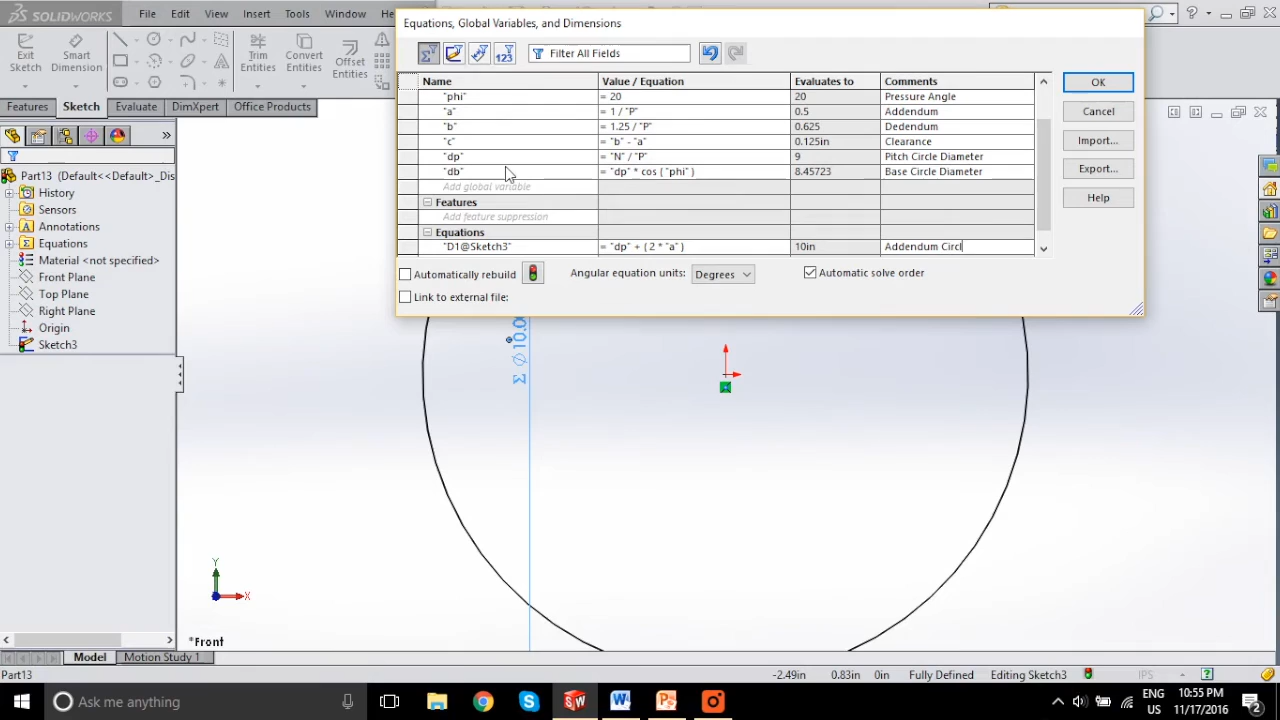 SOLIDWORKS File Edit View Insert Tools Window
Equations, Global Variables, and Dimensions
Exit Sketch
Smart Dimension
Trim Entities
Convert Entities
Offset Entities
Filter All Fields
Features Sketch Evaluate DimXpert Office Products
Name Value / Equation Evaluates to Comments
"phi" = 20 20 Pressure Angle
"a" = 1 / "P" 0.5 Addendum
"b" = 1.25 / "P" 0.625 Dedendum
"c" = "b" - "a" 0.125in Clearance
"dp" = "N" / "P" 9 Pitch Circle Diameter
"db" = "dp" * cos ( "phi" ) 8.45723 Base Circle Diameter
Add global variable
Features
Add feature suppression
Equations
"D1@Sketch3" = "dp" + ( 2 * "a" ) 10in Addendum Circl
OK
Cancel
Import...
Export...
Help
Automatically rebuild Angular equation units: Degrees Automatic solve order
Link to external file:
Part13 (Default<<Default>_Dis
History
Sensors
Annotations
Equations
Material <not specified>
Front Plane
Top Plane
Right Plane
Origin
Sketch3
Σ ∅ 10.0
Y
X
*Front
Model Motion Study 1
Part13 -2.49in 0.83in 0in Fully Defined Editing Sketch3 IPS
Ask me anything
ENG 10:55 PM
US 11/17/2016
2